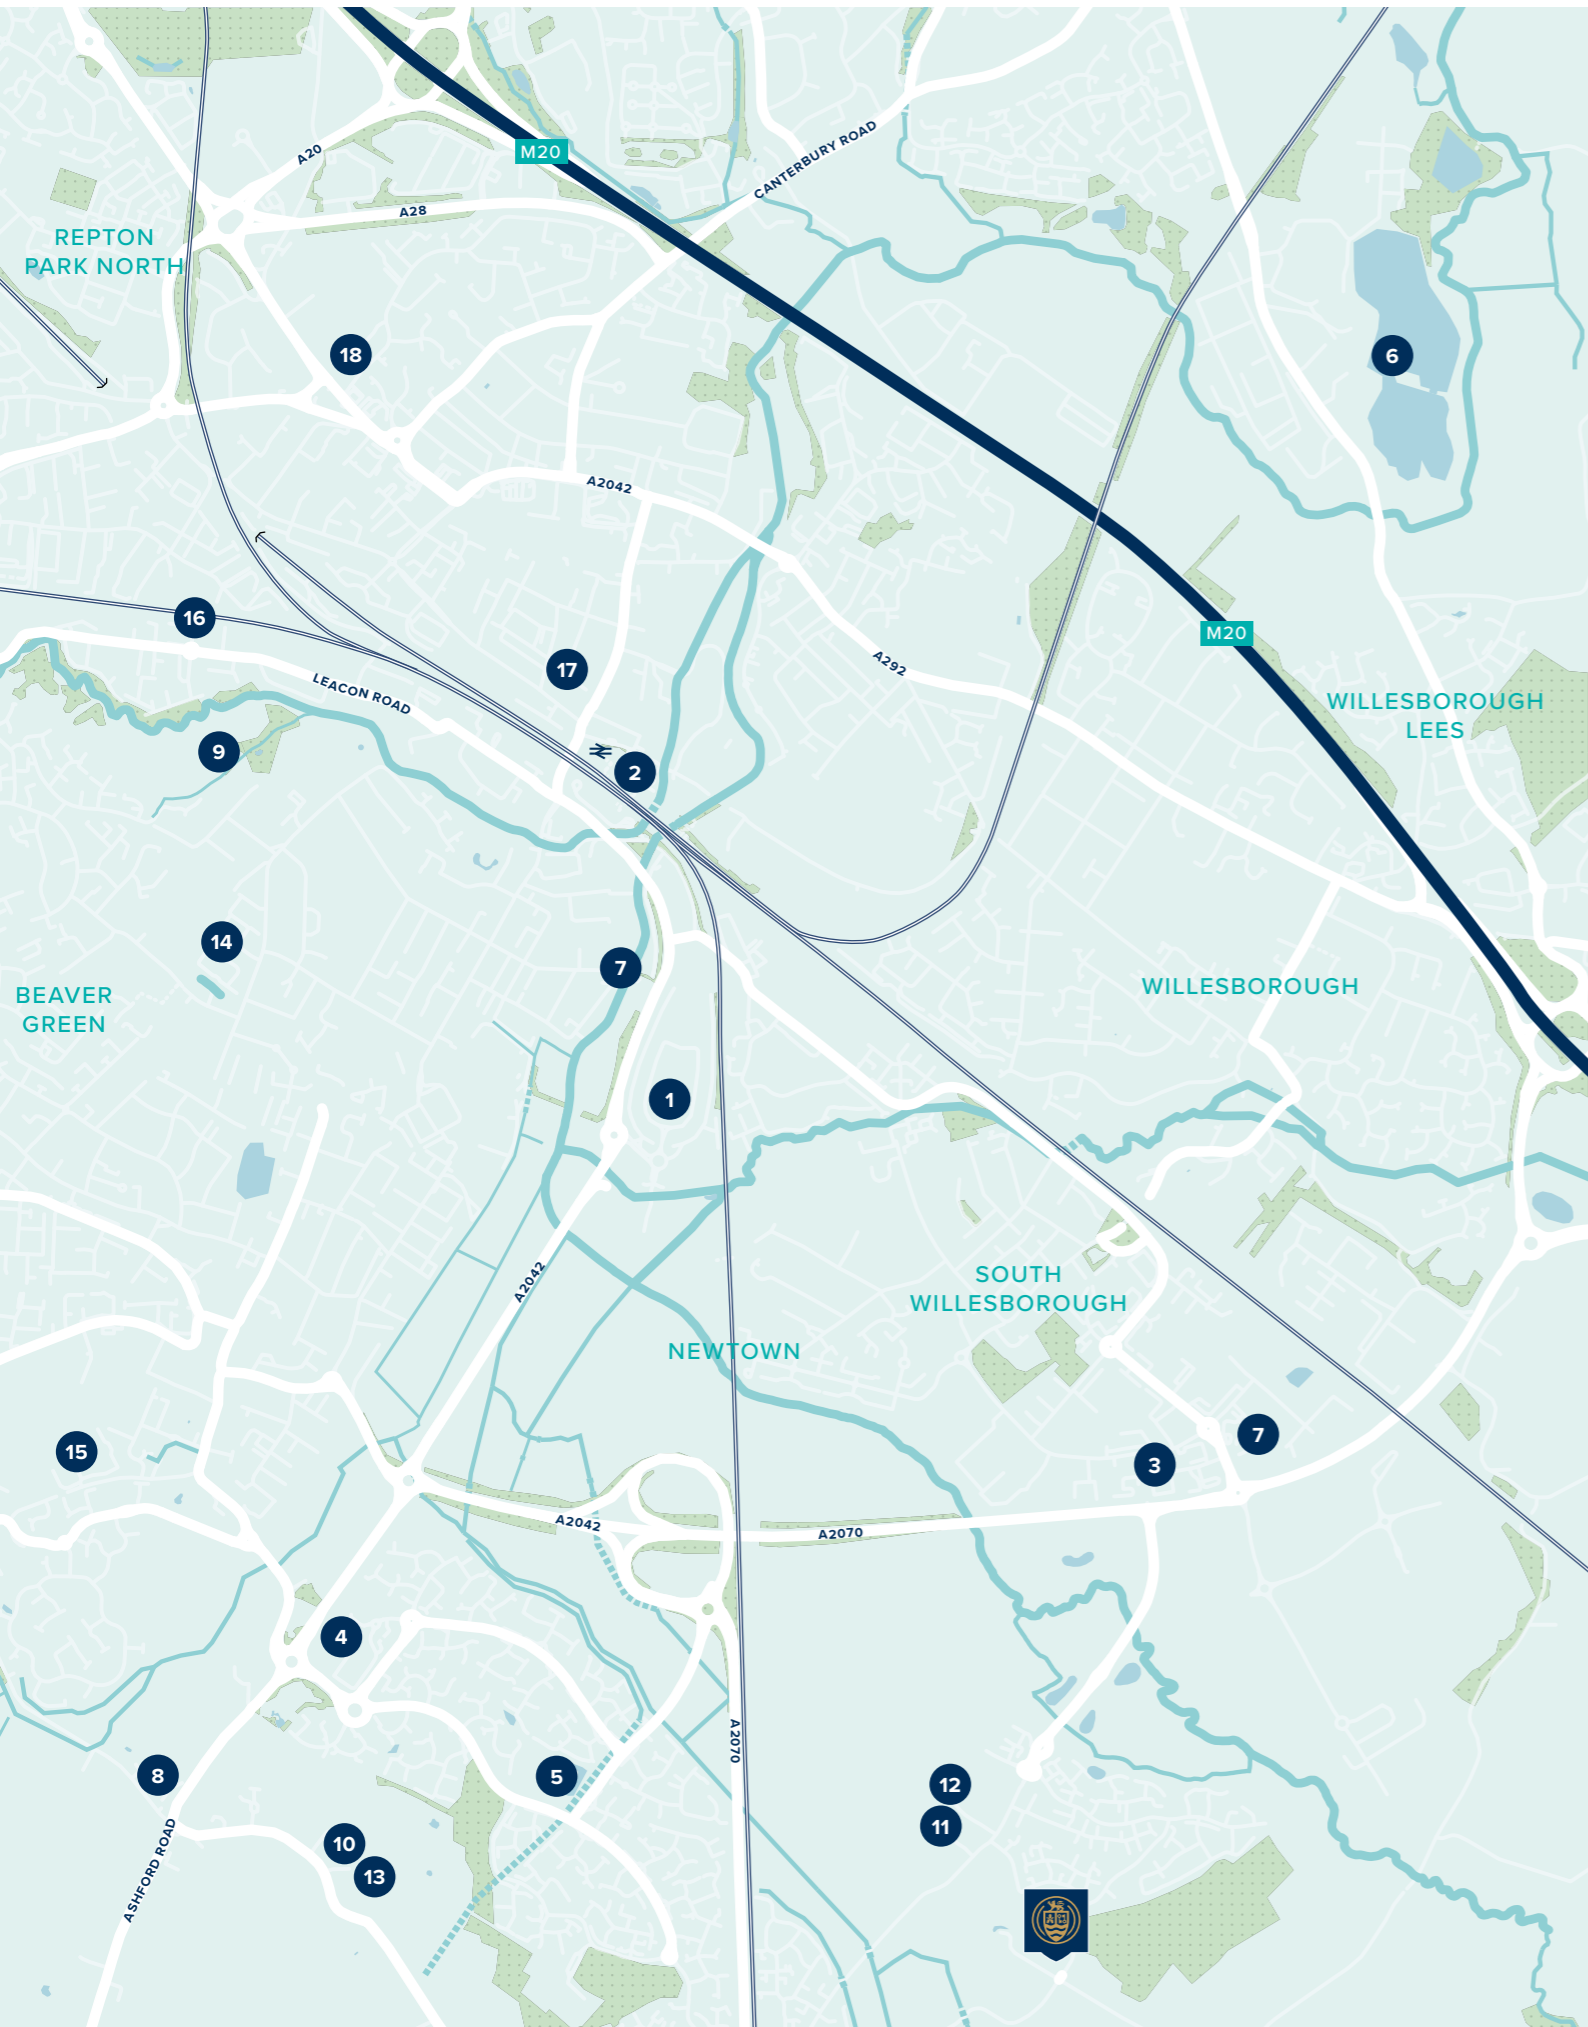 M20
A20
CANTERBURY ROAD
A28
REPTON
PARK NORTH
18
6
A2042
16
M20
17
A292
LEACON ROAD
WILLESBOROUGH
LEES
9
2
14
7
WILLESBOROUGH
BEAVER
GREEN
1
SOUTH
WILLESBOROUGH
A2042
NEWTOWN
7
15
3
A2042
A2070
4
A2070
8
5
12
11
10
13
ASHFORD ROAD